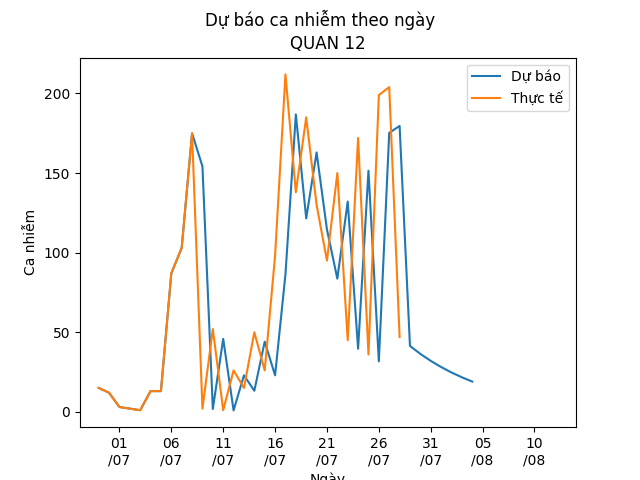 Dự báo ca nhiễm theo ngày
QUAN 12
Dự báo
Thực tế
Ca nhiễm
200
150
100
50
0
01 06 11 16 21 26 31 05 10
/07 /07 /07 /07 /07 /07 /07 /08 /08
Ngày